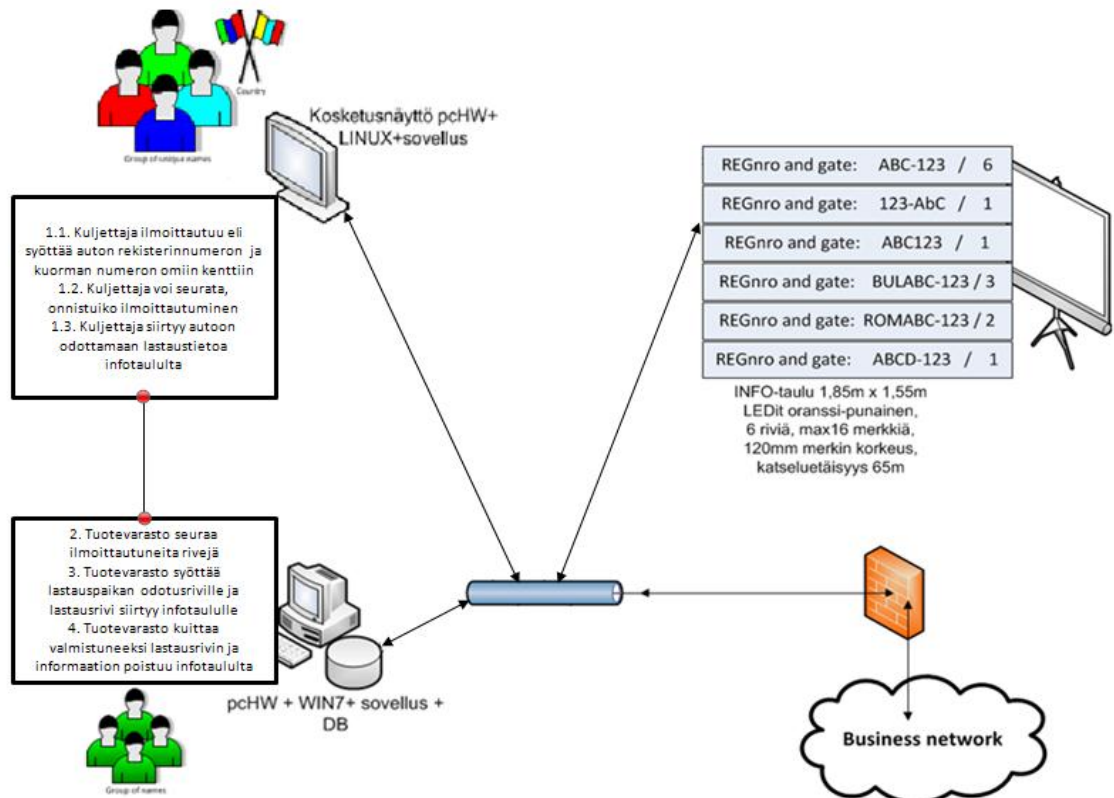 Country
Group of unique names
Kosketusnäyttö pcHW+
LINUX+sovellus
1.1. Kuljettaja ilmoittautuu eli
syöttää auton rekisterinnumeron ja
kuorman numeron omiin kenttiin
1.2. Kuljettaja voi seurata,
onnistuiko ilmoittautuminen
1.3. Kuljettaja siirtyy autoon
odottamaan lastaustietoa
infotaululta
REGnro and gate: ABC-123 / 6
REGnro and gate: 123-AbC / 1
REGnro and gate: ABC123 / 1
REGnro and gate: BULABC-123 / 3
REGnro and gate: ROMABC-123 / 2
REGnro and gate: ABCD-123 / 1
INFO-taulu 1,85m x 1,55m
LEDit oranssi-punainen,
6 riviä, max16 merkkiä,
120mm merkin korkeus,
katseluetäisyys 65m
2. Tuotevarasto seuraa
ilmoittautuneita rivejä
3. Tuotevarasto syöttää
lastauspaikan odotusriville ja
lastausrivi siirtyy infotaululle
4. Tuotevarasto kuittaa
valmistuneeksi lastausrivin ja
informaation poistuu infotaululta
pcHW + WIN7+ sovellus +
DB
Group of names
Business network